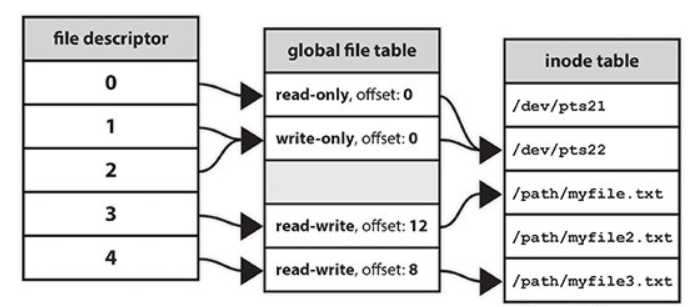 file descriptor
0
1
2
3
4
global file table
read-only, offset: 0
write-only, offset: 0
read-write, offset: 12
read-write, offset: 8
inode table
/dev/pts21
/dev/pts22
/path/myfile.txt
/path/myfile2.txt
/path/myfile3.txt